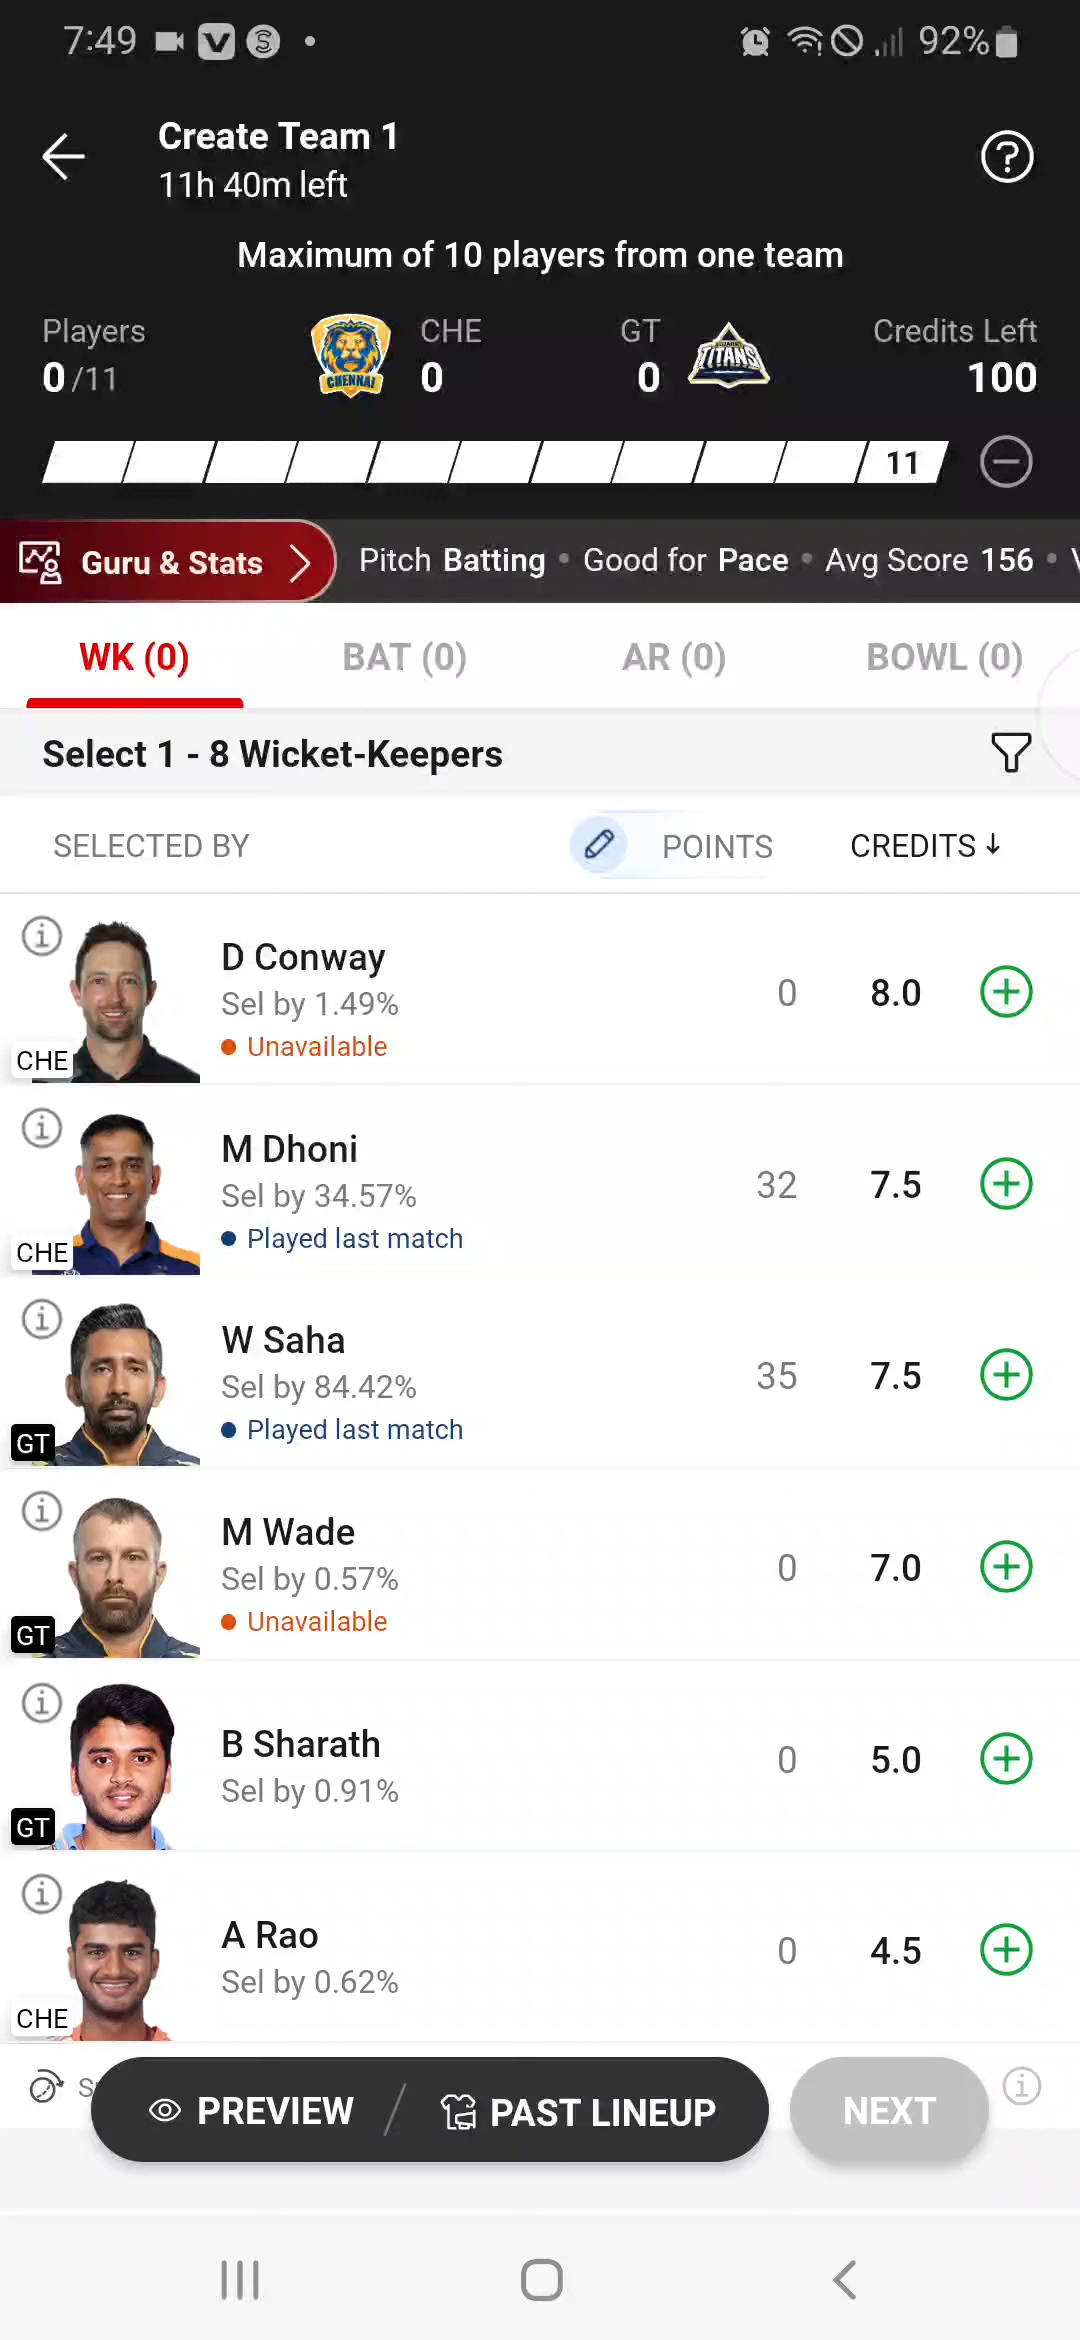 7:49
92%
Create Team 1
11h 40m left
Maximum of 10 players from one team
Players CHE GT Credits Left
0/11 0 0 100
CHENNAI
TITANS
11
Guru & Stats Pitch Batting • Good for Pace • Avg Score 156 •
WK (0) BAT (0) AR (0) BOWL (0)
Select 1 - 8 Wicket-Keepers
SELECTED BY POINTS CREDITS ↓
D Conway
Sel by 1.49%
0 8.0
Unavailable
CHE
M Dhoni
Sel by 34.57%
32 7.5
Played last match
CHE
W Saha
Sel by 84.42%
35 7.5
Played last match
GT
M Wade
Sel by 0.57%
0 7.0
Unavailable
GT
B Sharath
Sel by 0.91%
0 5.0
GT
A Rao
Sel by 0.62%
0 4.5
CHE
PREVIEW / PAST LINEUP NEXT